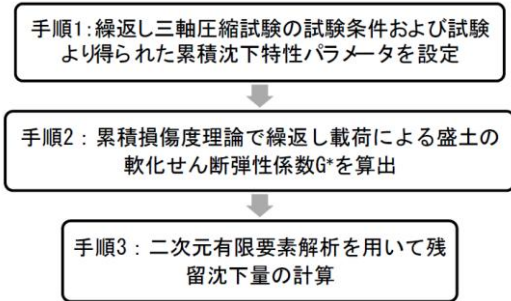 手順1：繰返し三軸圧縮試験の試験条件および試験
より得られた累積沈下特性パラメータを設定
手順2：累積損傷度理論で繰返し載荷による盛土の
軟化せん断弾性係数G*を算出
手順3：二次元有限要素解析を用いて残
留沈下量の計算